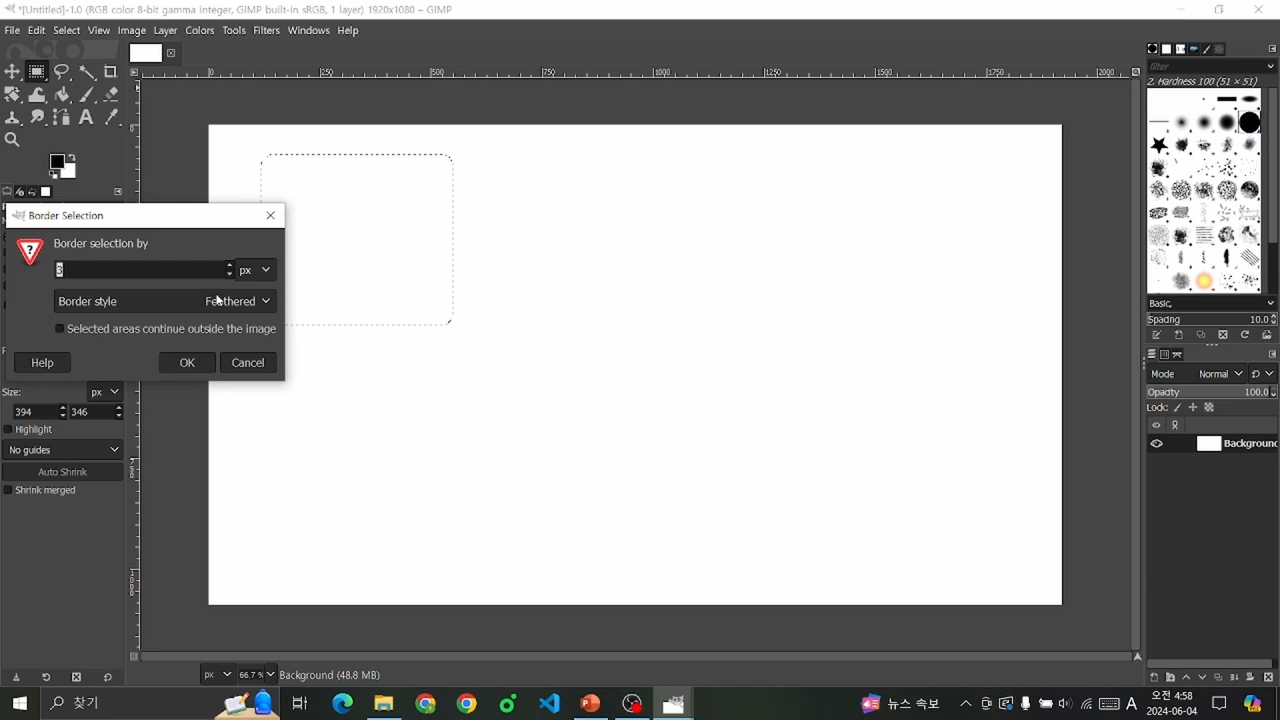 *[Untitled]-1.0 (RGB color 8-bit gamma integer, GIMP built-in sRGB, 1 layer) 1920x1080 – GIMP
File Edit Select View Image Layer Colors Tools Filters Windows Help
0 250 500 750 1000 1250 1500 1750 2000
filter
2. Hardness 100 (51 × 51)
Border Selection
Border selection by
3 px
Border style Feathered
Selected areas continue outside the image
Help OK Cancel
Size: px
394 346
Highlight
No guides
Auto Shrink
Shrink merged
Basic,
Spacing 10.0
Mode Normal
Opacity 100.0
Lock:
Background
px 66.7 % Background (48.8 MB)
찾기
뉴스 속보
A
오전 4:58
2024-06-04